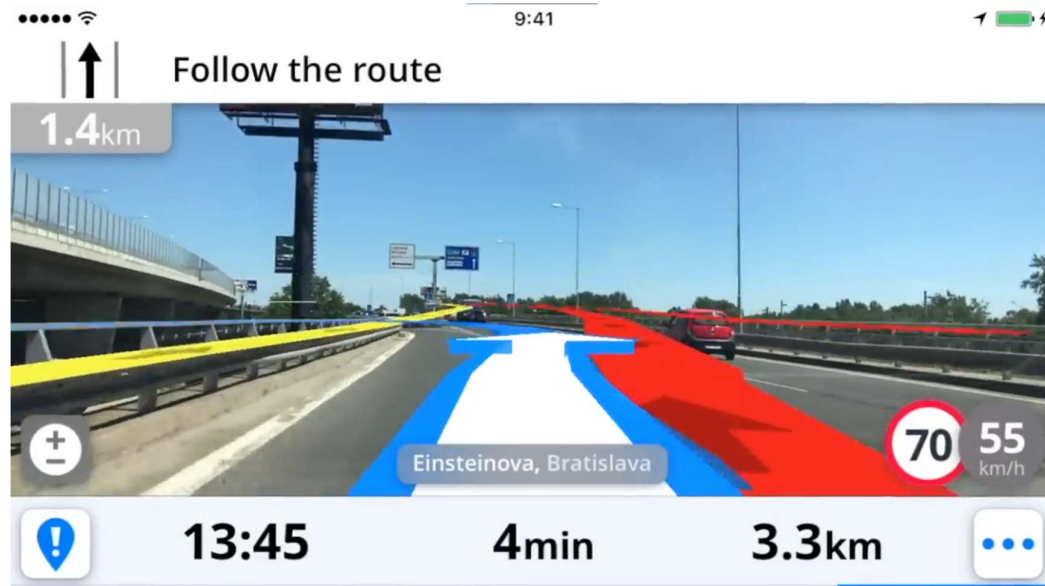 9:41
Follow the route
1.4km
70
55
km/h
Einsteinova, Bratislava
13:45
4min
3.3km